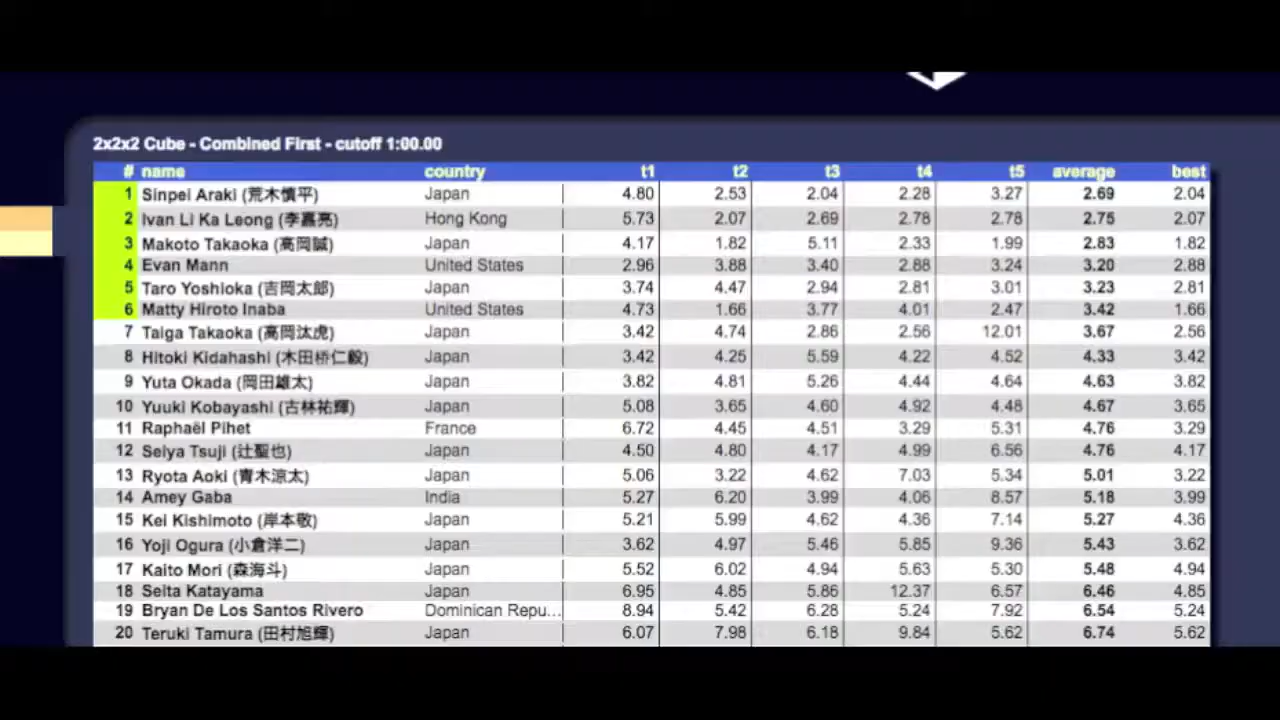 2x2x2 Cube - Combined First - cutoff 1:00.00
# name country t1 t2 t3 t4 t5 average best
1 Sinpei Araki (荒木慎平) Japan 4.80 2.53 2.04 2.28 3.27 2.69 2.04
2 Ivan Li Ka Leong (李嘉亮) Hong Kong 5.73 2.07 2.69 2.78 2.78 2.75 2.07
3 Makoto Takaoka (高岡誠) Japan 4.17 1.82 5.11 2.33 1.99 2.83 1.82
4 Evan Mann United States 2.96 3.88 3.40 2.88 3.24 3.20 2.88
5 Taro Yoshioka (吉岡太郎) Japan 3.74 4.47 2.94 2.81 3.01 3.23 2.81
6 Matty Hiroto Inaba United States 4.73 1.66 3.77 4.01 2.47 3.42 1.66
7 Taiga Takaoka (高岡汰虎) Japan 3.42 4.74 2.86 2.56 12.01 3.67 2.56
8 Hitoki Kidahashi (木田桥仁毅) Japan 3.42 4.25 5.59 4.22 4.52 4.33 3.42
9 Yuta Okada (岡田雄太) Japan 3.82 4.81 5.26 4.44 4.64 4.63 3.82
10 Yuuki Kobayashi (古林祐輝) Japan 5.08 3.65 4.60 4.92 4.48 4.67 3.65
11 Raphaël Pihet France 6.72 4.45 4.51 3.29 5.31 4.76 3.29
12 Seiya Tsuji (辻聖也) Japan 4.50 4.80 4.17 4.99 6.56 4.76 4.17
13 Ryota Aoki (青木涼太) Japan 5.06 3.22 4.62 7.03 5.34 5.01 3.22
14 Amey Gaba India 5.27 6.20 3.99 4.06 8.57 5.18 3.99
15 Kei Kishimoto (岸本敬) Japan 5.21 5.99 4.62 4.36 7.14 5.27 4.36
16 Yoji Ogura (小倉洋二) Japan 3.62 4.97 5.46 5.85 9.36 5.43 3.62
17 Kaito Mori (森海斗) Japan 5.52 6.02 4.94 5.63 5.30 5.48 4.94
18 Seita Katayama Japan 6.95 4.85 5.86 12.37 6.57 6.46 4.85
19 Bryan De Los Santos Rivero Dominican Repu... 8.94 5.42 6.28 5.24 7.92 6.54 5.24
20 Teruki Tamura (田村旭輝) Japan 6.07 7.98 6.18 9.84 5.62 6.74 5.62